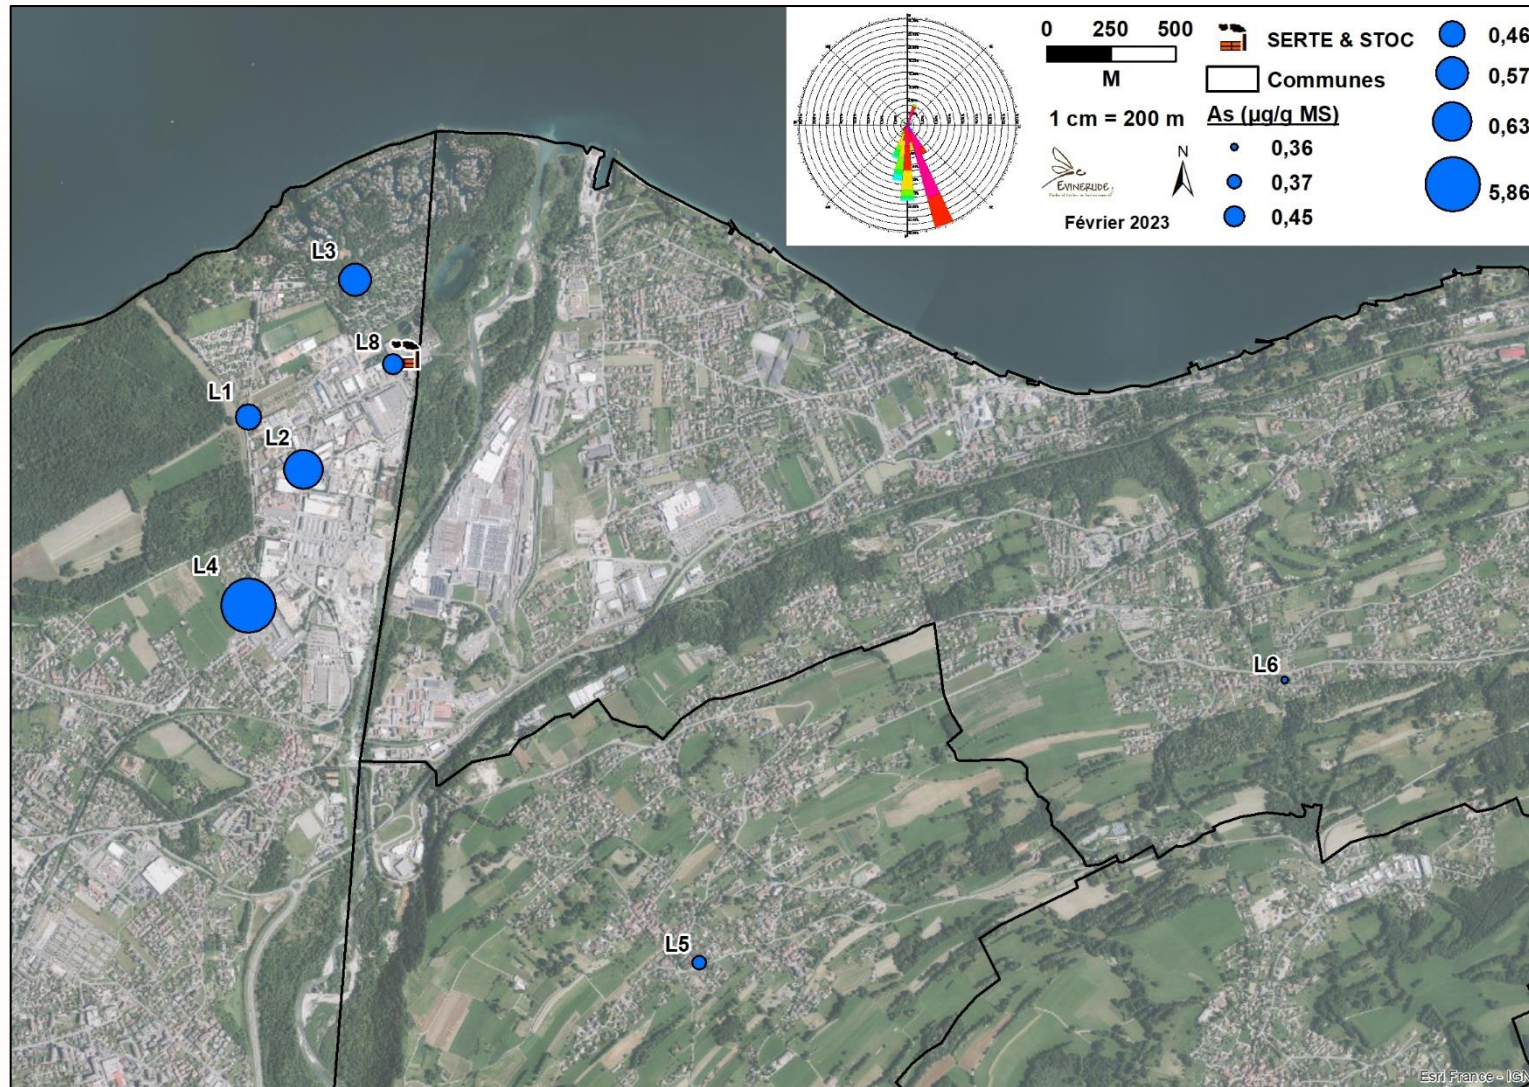 0 250 500
M
1 cm = 200 m
EVINERUDE
N
Février 2023
SERTE & STOC
Communes
As (µg/g MS)
0,36
0,37
0,45
0,46
0,57
0,63
5,86
L3
L8
L1
L2
L4
L6
L5
Esri France - IGN